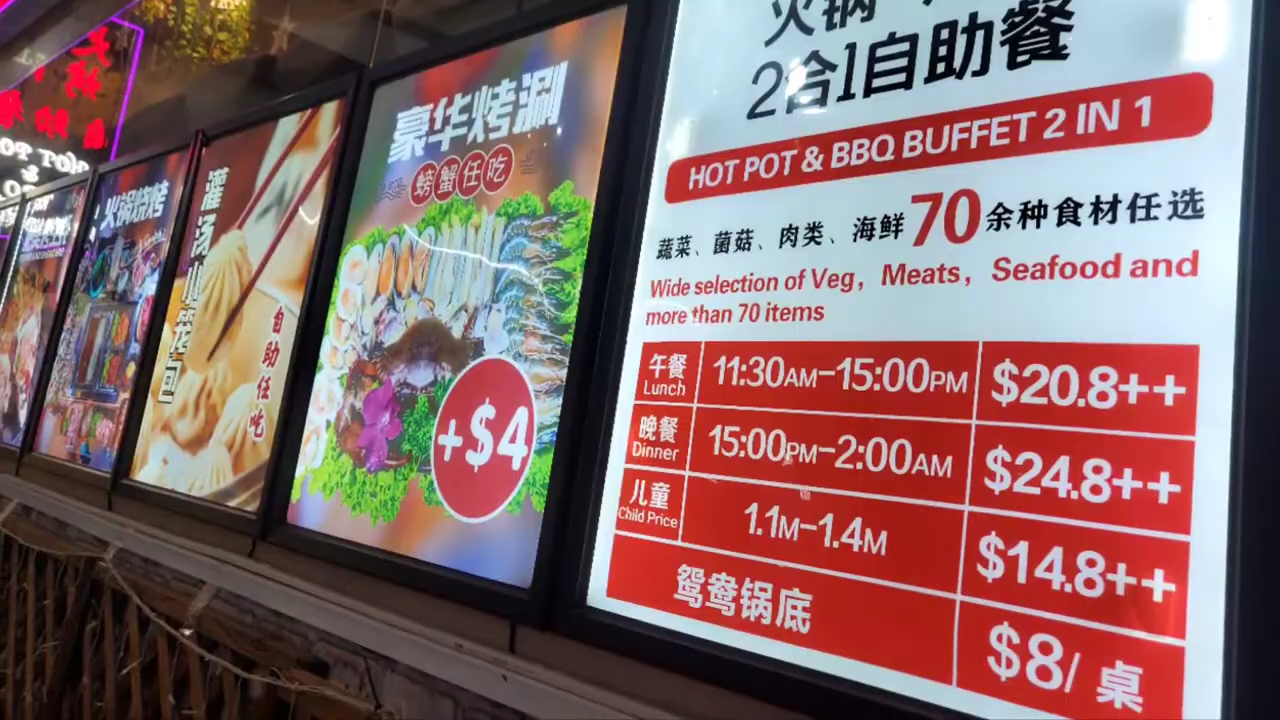 火锅
2合1自助餐
HOT POT & BBQ BUFFET 2 IN 1
蔬菜、菌菇、肉类、海鲜70余种食材任选
Wide selection of Veg, Meats, Seafood and
more than 70 items
午餐 Lunch 11:30AM-15:00PM $20.8++
晚餐 Dinner 15:00PM-2:00AM $24.8++
儿童 Child Price 1.1M-1.4M $14.8++
鸳鸯锅底 $8/桌
豪华烤涮
螃蟹任吃
+$4
灌汤小笼包
自助任吃
火锅烧烤